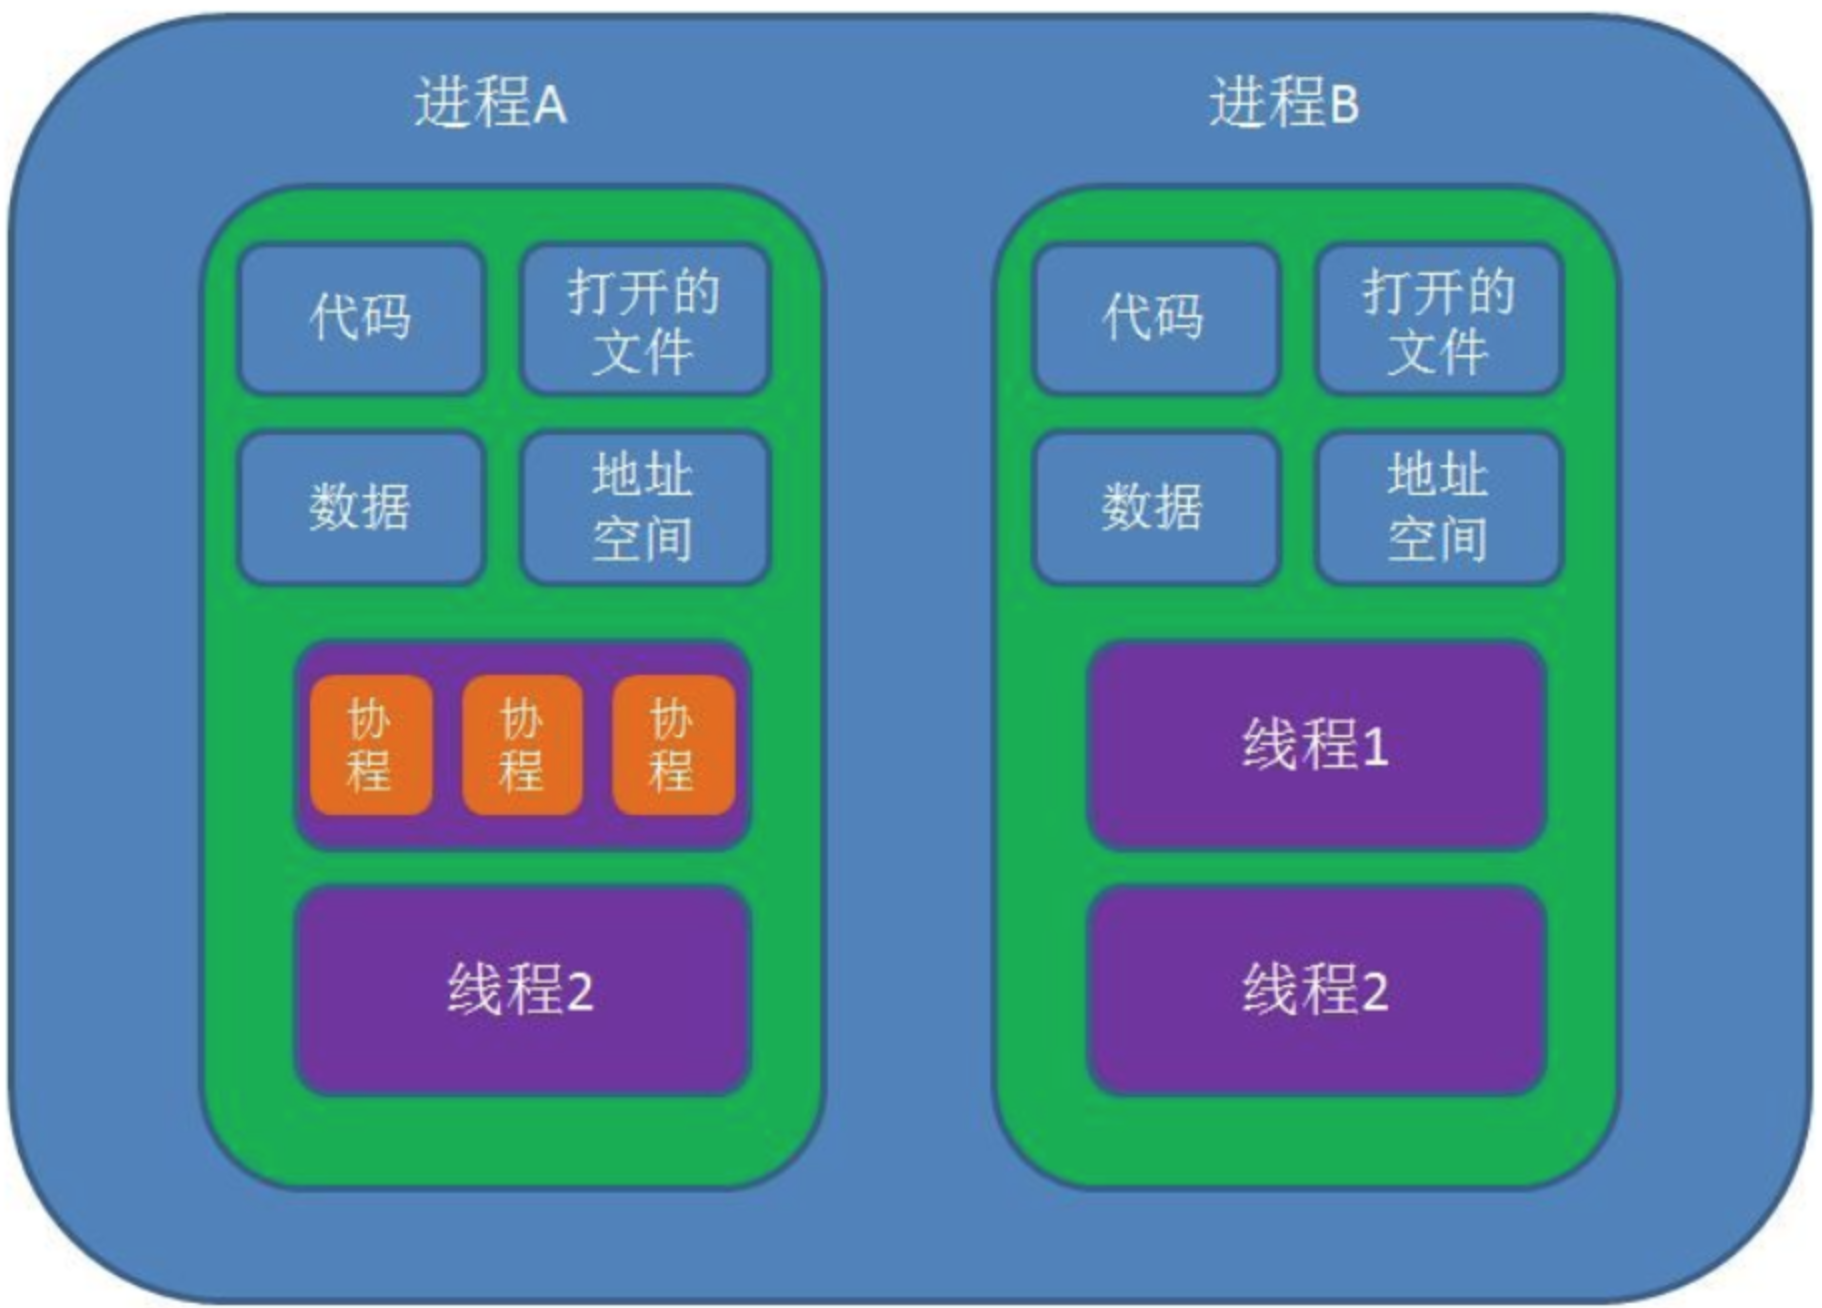 进程A
代码
打开的
文件
数据
地址
空间
协
程
协
程
协
程
线程2
进程B
代码
打开的
文件
数据
地址
空间
线程1
线程2